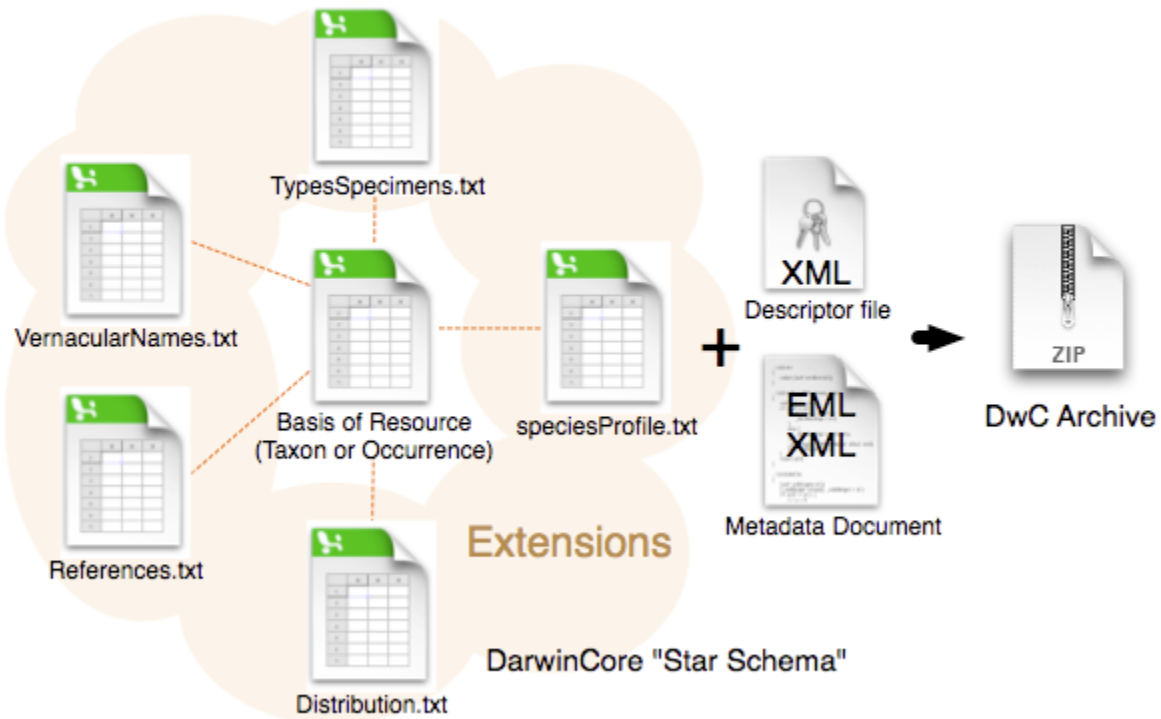 TypesSpecimens.txt
VernacularNames.txt
Basis of Resource
(Taxon or Occurrence)
speciesProfile.txt
References.txt
Extensions
Distribution.txt
DarwinCore "Star Schema"
+
XML
Descriptor file
EML
XML
Metadata Document
ZIP
DwC Archive